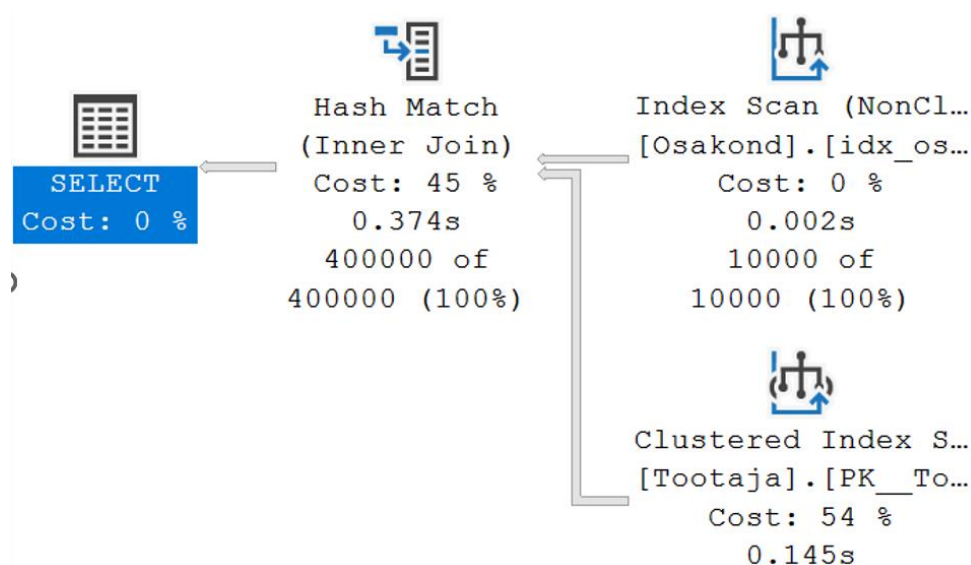 SELECT
Cost: 0 %
Hash Match
(Inner Join)
Cost: 45 %
0.374s
400000 of
400000 (100%)
Index Scan (NonCl…
[Osakond].[idx_os…
Cost: 0 %
0.002s
10000 of
10000 (100%)
Clustered Index S…
[Tootaja].[PK__To…
Cost: 54 %
0.145s